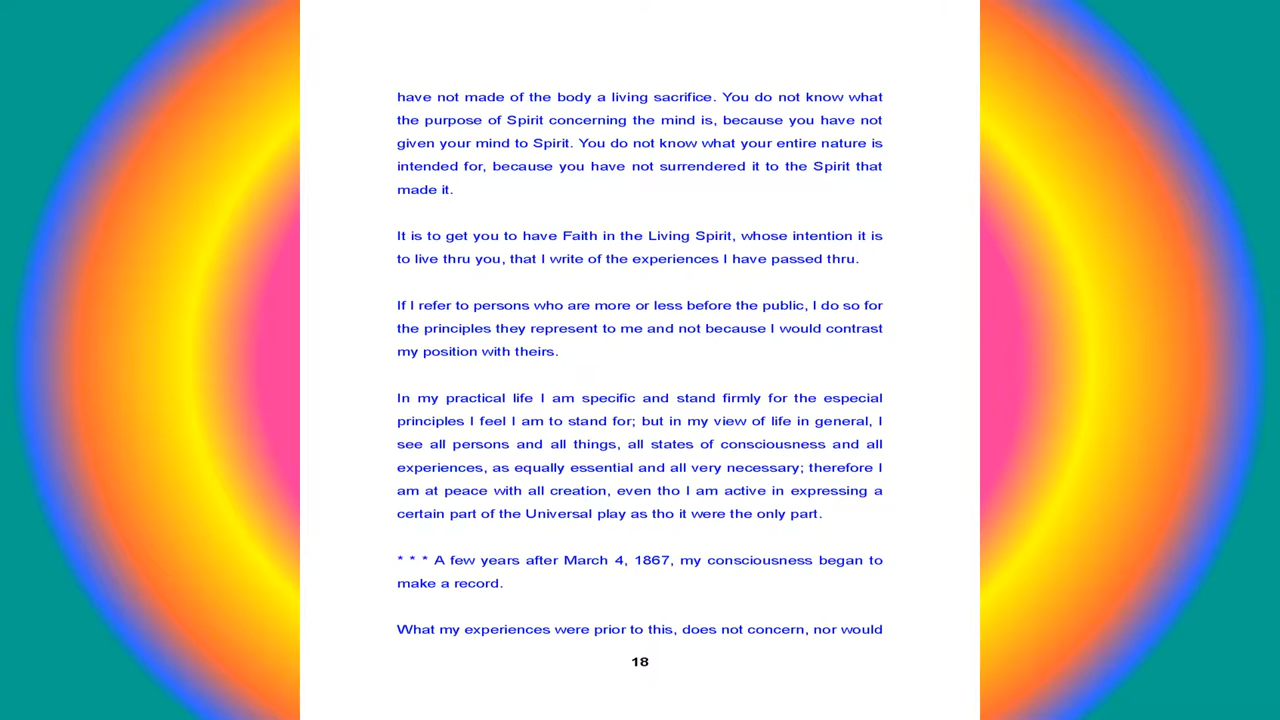 have not made of the body a living sacrifice. You do not know what
the purpose of Spirit concerning the mind is, because you have not
given your mind to Spirit. You do not know what your entire nature is
intended for, because you have not surrendered it to the Spirit that
made it.
It is to get you to have Faith in the Living Spirit, whose intention it is
to live thru you, that I write of the experiences I have passed thru.
If I refer to persons who are more or less before the public, I do so for
the principles they represent to me and not because I would contrast
my position with theirs.
In my practical life I am specific and stand firmly for the especial
principles I feel I am to stand for; but in my view of life in general, I
see all persons and all things, all states of consciousness and all
experiences, as equally essential and all very necessary; therefore I
am at peace with all creation, even tho I am active in expressing a
certain part of the Universal play as tho it were the only part.
* * * A few years after March 4, 1867, my consciousness began to
make a record.
What my experiences were prior to this, does not concern, nor would
18